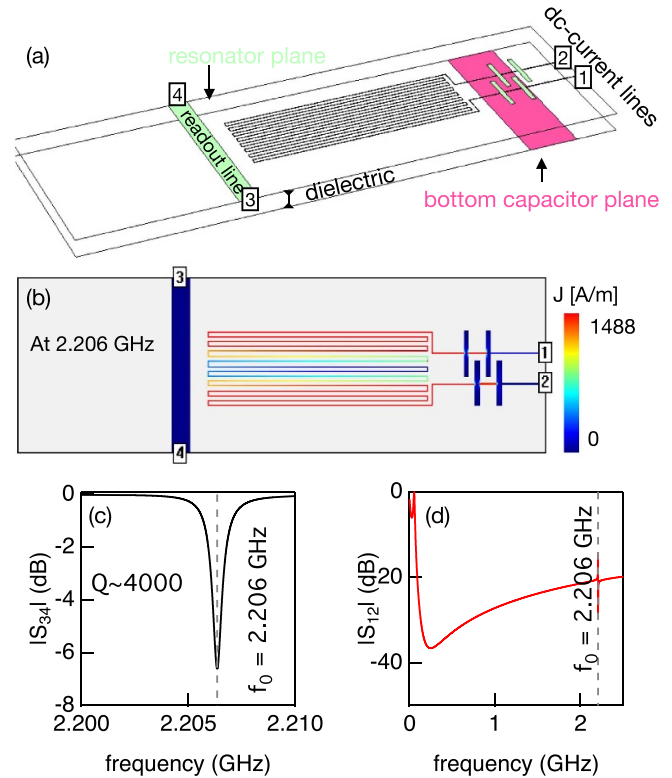 (a)
resonator plane
dc-current lines
2
1
4
readout line
3
dielectric
bottom capacitor plane
(b)
3
At 2.206 GHz
1
2
4
J [A/m]
1488
0
(c)
0
-2
-4
-6
-8
|S34| (dB)
Q~4000
f0 = 2.206 GHz
2.200
2.205
2.210
frequency (GHz)
(d)
0
-20
-40
|S12| (dB)
f0 = 2.206 GHz
0
1
2
frequency (GHz)